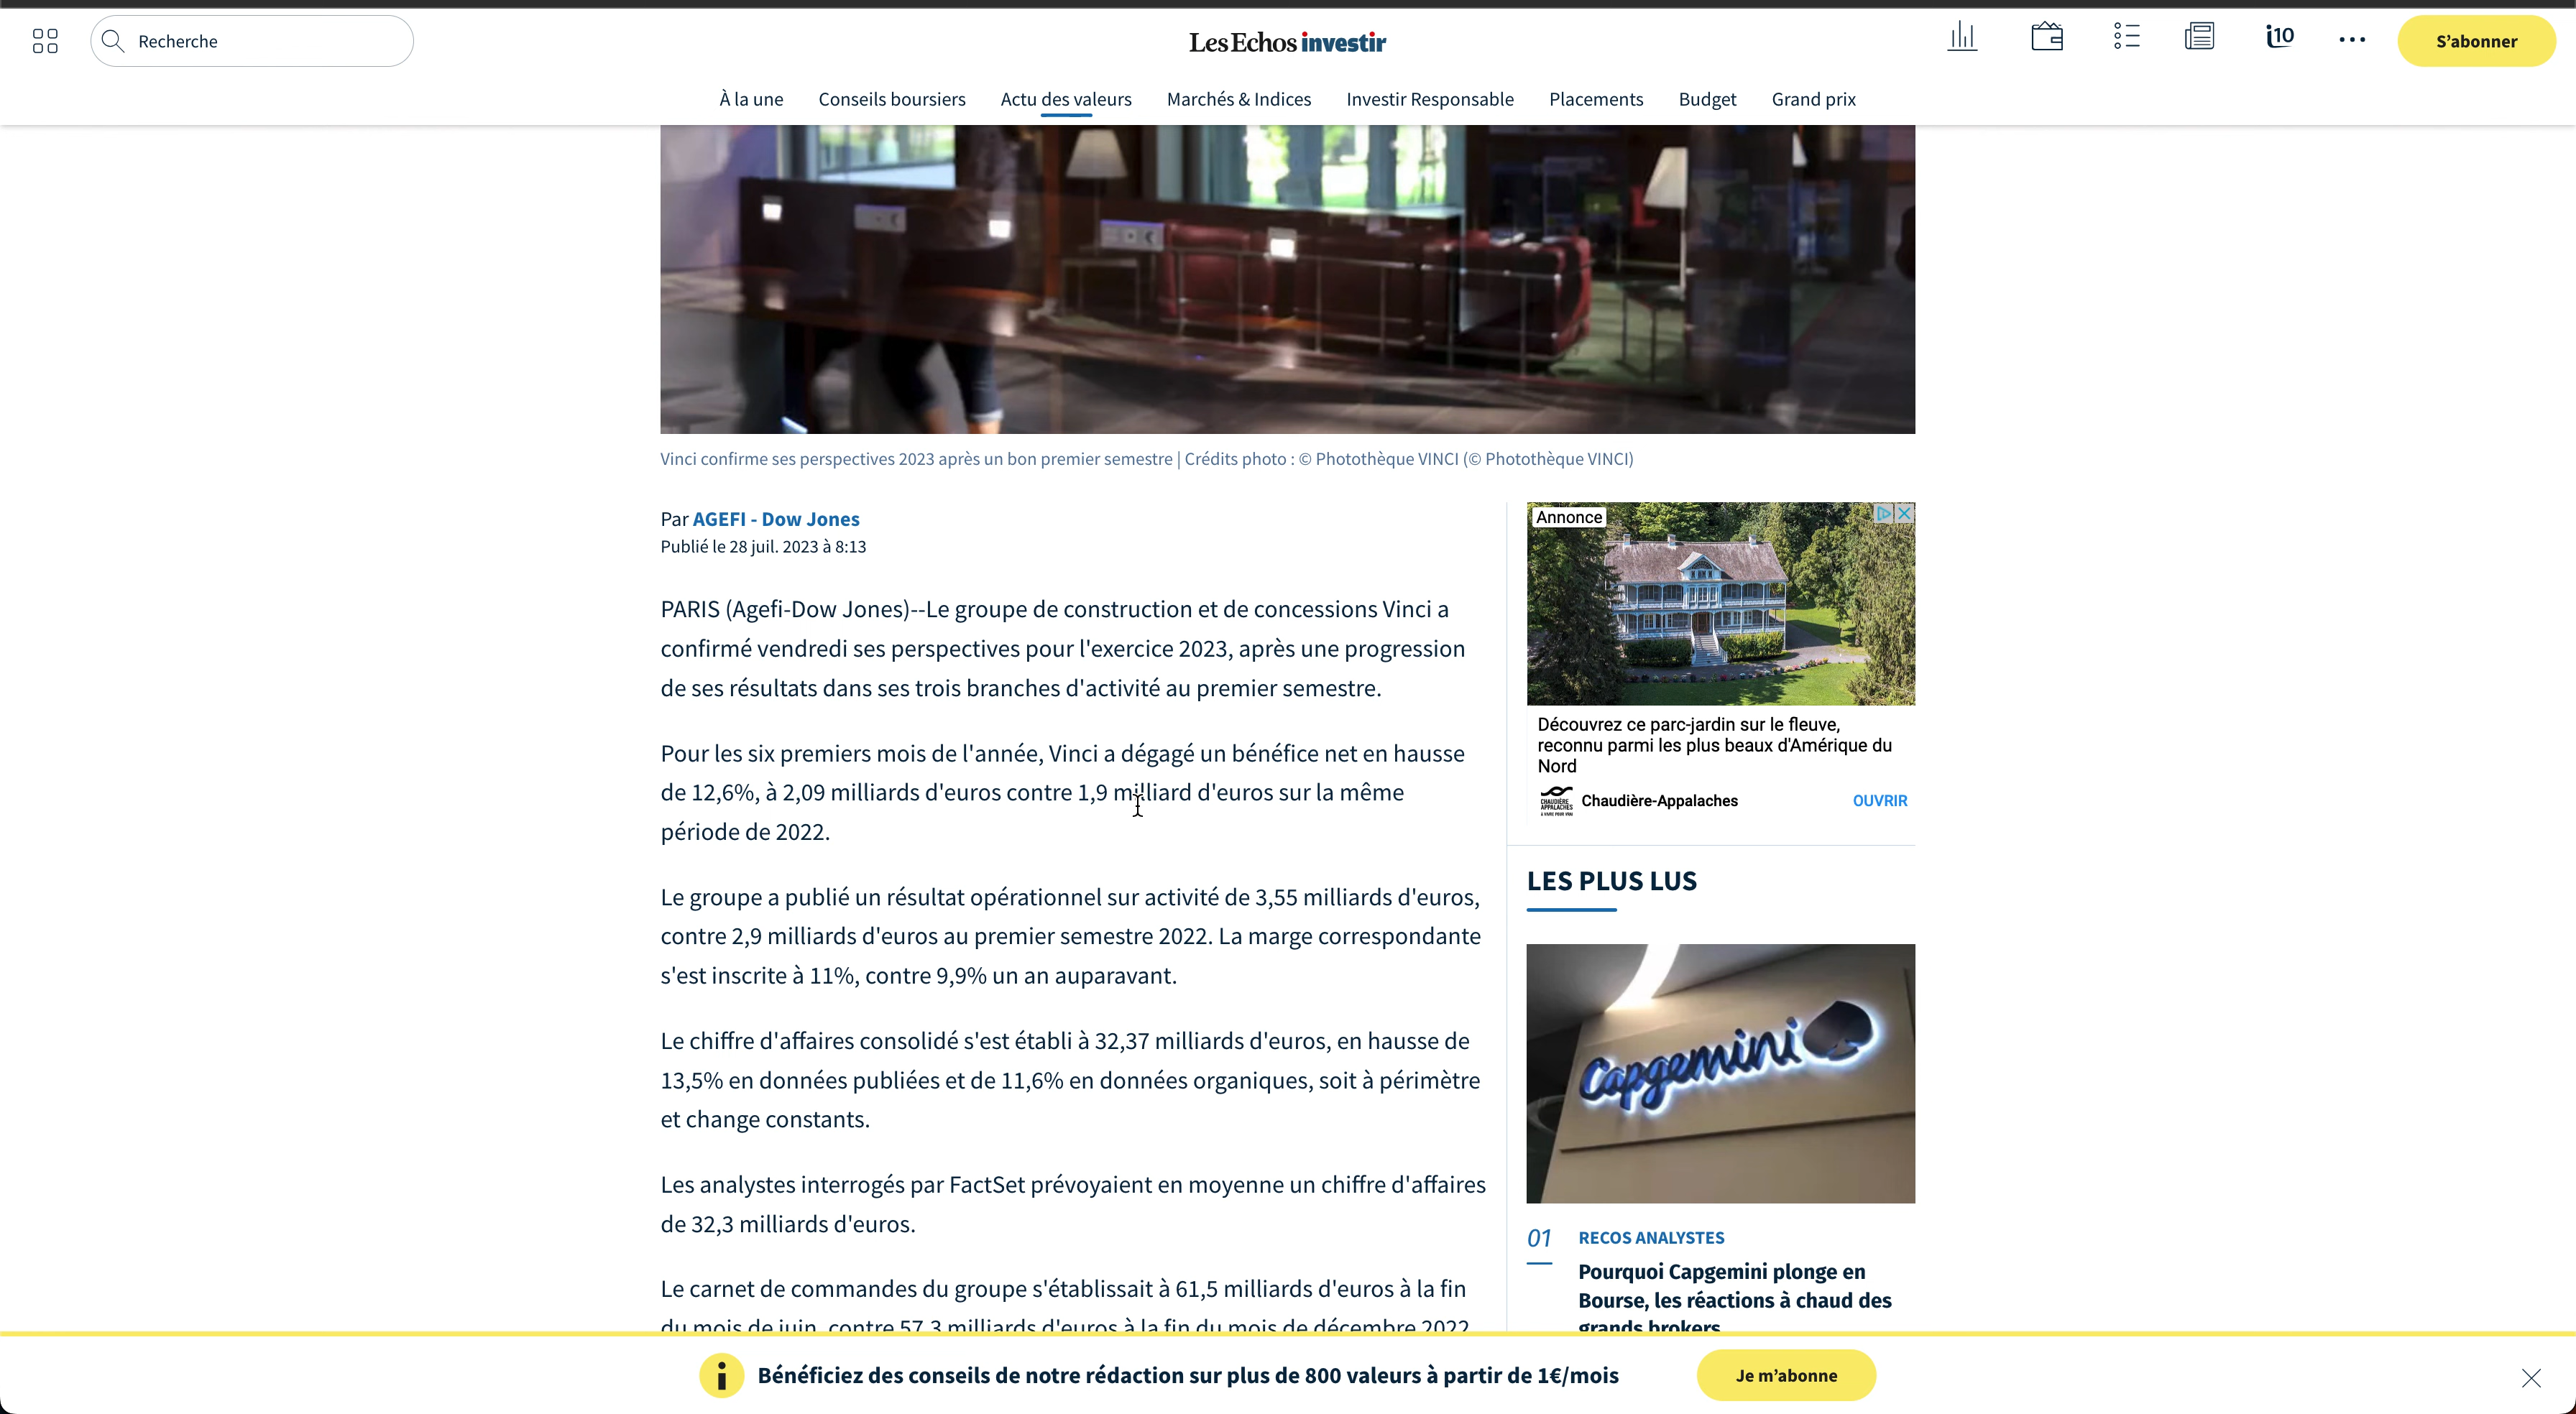 Recherche
Les Echos investir
i10
S'abonner
À la une
Conseils boursiers
Actu des valeurs
Marchés & Indices
Investir Responsable
Placements
Budget
Grand prix
Vinci confirme ses perspectives 2023 après un bon premier semestre | Crédits photo : © Photothèque VINCI (© Photothèque VINCI)
Par AGEFI - Dow Jones
Publié le 28 juil. 2023 à 8:13
PARIS (Agefi-Dow Jones)--Le groupe de construction et de concessions Vinci a
confirmé vendredi ses perspectives pour l'exercice 2023, après une progression
de ses résultats dans ses trois branches d'activité au premier semestre.
Pour les six premiers mois de l'année, Vinci a dégagé un bénéfice net en hausse
de 12,6%, à 2,09 milliards d'euros contre 1,9 milliard d'euros sur la même
période de 2022.
Le groupe a publié un résultat opérationnel sur activité de 3,55 milliards d'euros,
contre 2,9 milliards d'euros au premier semestre 2022. La marge correspondante
s'est inscrite à 11%, contre 9,9% un an auparavant.
Le chiffre d'affaires consolidé s'est établi à 32,37 milliards d'euros, en hausse de
13,5% en données publiées et de 11,6% en données organiques, soit à périmètre
et change constants.
Les analystes interrogés par FactSet prévoyaient en moyenne un chiffre d'affaires
de 32,3 milliards d'euros.
Le carnet de commandes du groupe s'établissait à 61,5 milliards d'euros à la fin
du mois de juin, contre 57,3 milliards d'euros à la fin du mois de décembre 2022.
Annonce
Découvrez ce parc-jardin sur le fleuve,
reconnu parmi les plus beaux d'Amérique du
Nord
CHAUDIÈRE
APPALACHES
Chaudière-Appalaches
OUVRIR
LES PLUS LUS
Capgemini
01
RECOS ANALYSTES
Pourquoi Capgemini plonge en
Bourse, les réactions à chaud des
grands brokers
Bénéficiez des conseils de notre rédaction sur plus de 800 valeurs à partir de 1€/mois
Je m'abonne